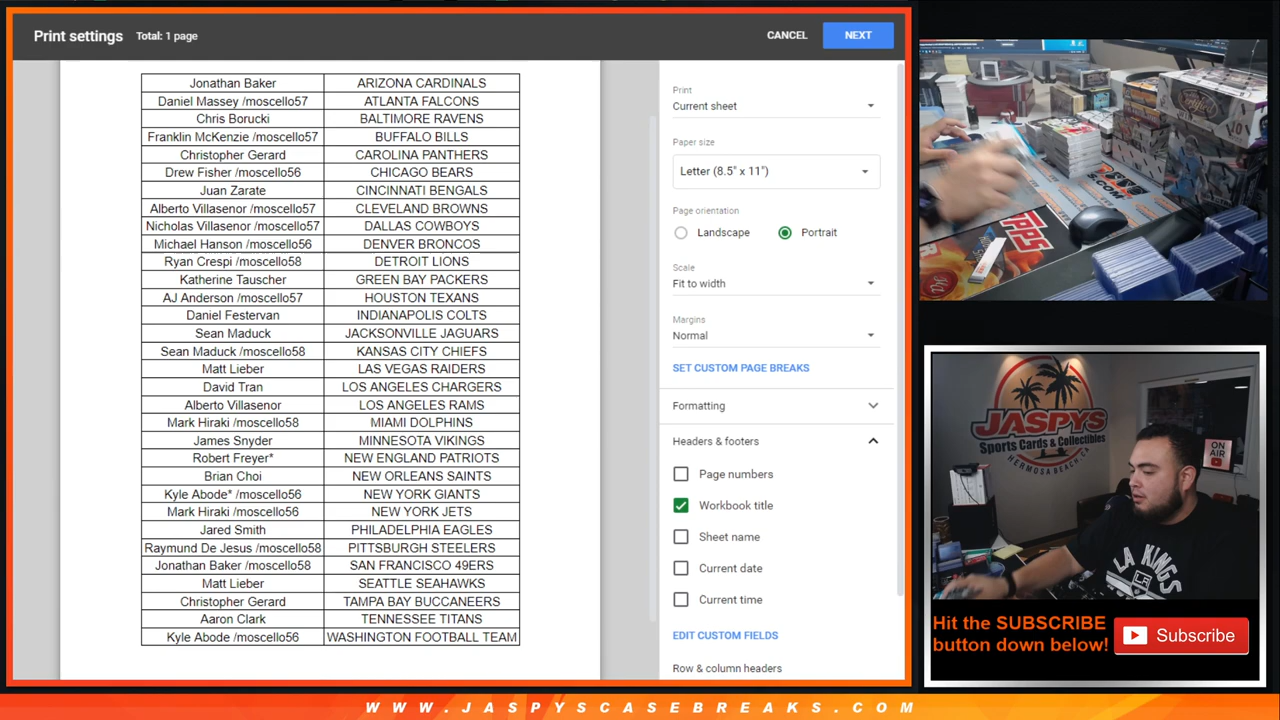 Print settings Total: 1 page CANCEL NEXT
Jonathan Baker ARIZONA CARDINALS
Daniel Massey /moscello57 ATLANTA FALCONS
Chris Borucki BALTIMORE RAVENS
Franklin McKenzie /moscello57 BUFFALO BILLS
Christopher Gerard CAROLINA PANTHERS
Drew Fisher /moscello56 CHICAGO BEARS
Juan Zarate CINCINNATI BENGALS
Alberto Villasenor /moscello57 CLEVELAND BROWNS
Nicholas Villasenor /moscello57 DALLAS COWBOYS
Michael Hanson /moscello56 DENVER BRONCOS
Ryan Crespi /moscello58 DETROIT LIONS
Katherine Tauscher GREEN BAY PACKERS
AJ Anderson /moscello57 HOUSTON TEXANS
Daniel Festervan INDIANAPOLIS COLTS
Sean Maduck JACKSONVILLE JAGUARS
Sean Maduck /moscello58 KANSAS CITY CHIEFS
Matt Lieber LAS VEGAS RAIDERS
David Tran LOS ANGELES CHARGERS
Alberto Villasenor LOS ANGELES RAMS
Mark Hiraki /moscello58 MIAMI DOLPHINS
James Snyder MINNESOTA VIKINGS
Robert Freyer* NEW ENGLAND PATRIOTS
Brian Choi NEW ORLEANS SAINTS
Kyle Abode* /moscello56 NEW YORK GIANTS
Mark Hiraki /moscello56 NEW YORK JETS
Jared Smith PHILADELPHIA EAGLES
Raymund De Jesus /moscello58 PITTSBURGH STEELERS
Jonathan Baker /moscello58 SAN FRANCISCO 49ERS
Matt Lieber SEATTLE SEAHAWKS
Christopher Gerard TAMPA BAY BUCCANEERS
Aaron Clark TENNESSEE TITANS
Kyle Abode /moscello56 WASHINGTON FOOTBALL TEAM
Print
Current sheet
Paper size
Letter (8.5" x 11")
Page orientation
Landscape Portrait
Scale
Fit to width
Margins
Normal
SET CUSTOM PAGE BREAKS
Formatting
Headers & footers
Page numbers
Workbook title
Sheet name
Current date
Current time
EDIT CUSTOM FIELDS
Row & column headers
JASPYS
Sports Cards & Collectibles
HERMOSA BEACH, CA
ON
AIR
LA KINGS
LA
Hit the SUBSCRIBE
button down below!
Subscribe
WWW.JASPYSCASEBREAKS.COM